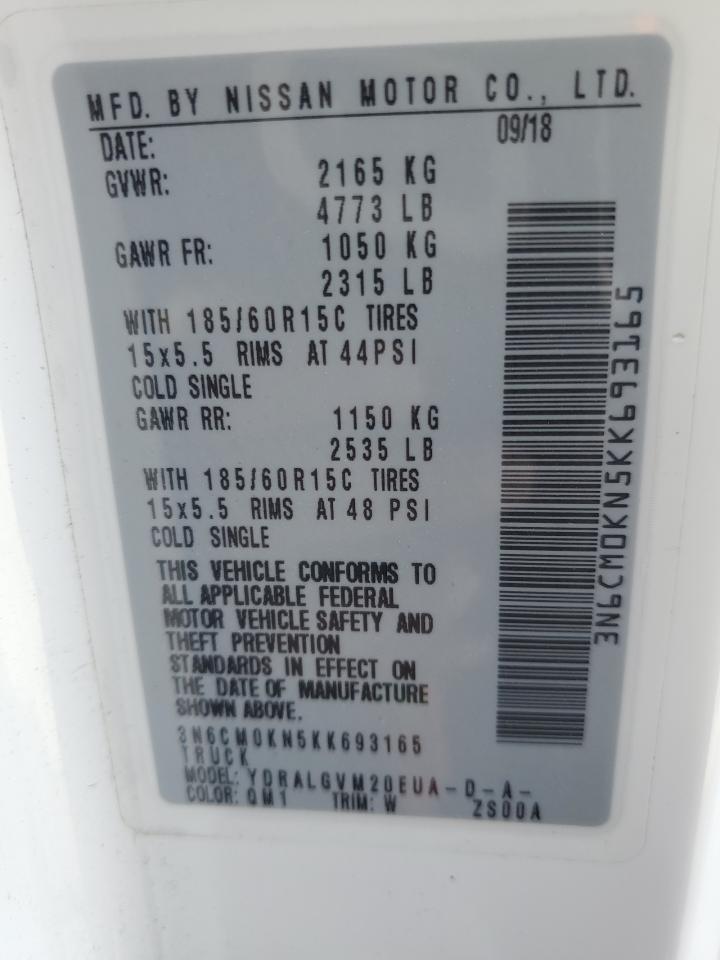 MFD. BY NISSAN MOTOR CO., LTD.
DATE: 09/18
GVWR: 2165 KG
4773 LB
GAWR FR: 1050 KG
2315 LB
WITH 185/60R15C TIRES
15x5.5 RIMS AT 44PSI
COLD SINGLE
GAWR RR: 1150 KG
2535 LB
WITH 185/60R15C TIRES
15x5.5 RIMS AT 48 PSI
COLD SINGLE
THIS VEHICLE CONFORMS TO
ALL APPLICABLE FEDERAL
MOTOR VEHICLE SAFETY AND
THEFT PREVENTION
STANDARDS IN EFFECT ON
THE DATE OF MANUFACTURE
SHOWN ABOVE.
3N6CM0KN5KK693165
TRUCK
MODEL: YDRALGVM20EUA-D-A-
COLOR: QM1 TRIM: W ZS00A
3N6CM0KN5KK693165